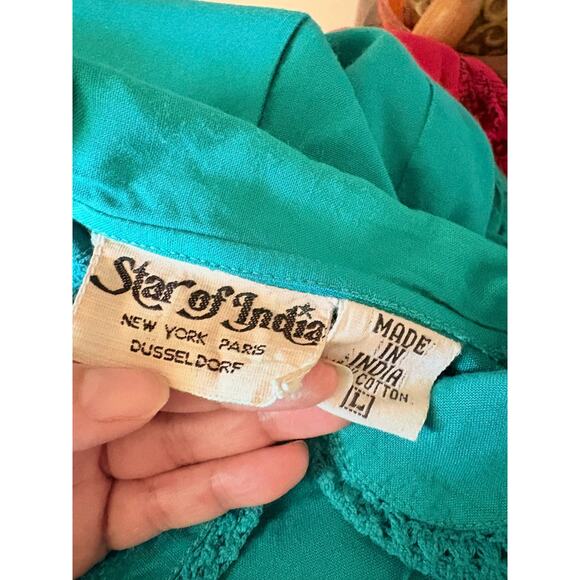 Star of India
NEW YORK PARIS
DUSSELDORF
MADE
IN
INDIA
COTTON
L